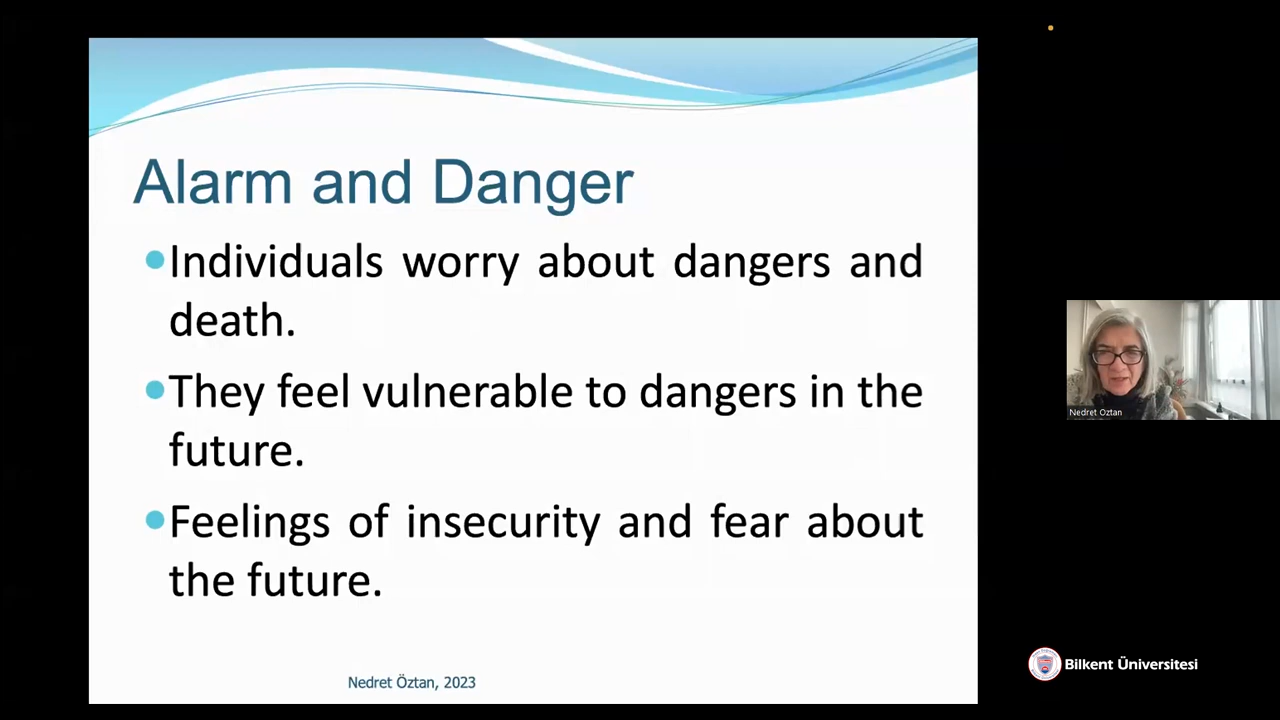 Alarm and Danger
Individuals worry about dangers and
death.
They feel vulnerable to dangers in the
future.
Feelings of insecurity and fear about
the future.
Nedret Öztan, 2023
Nedret Oztan
Bilkent Üniversitesi